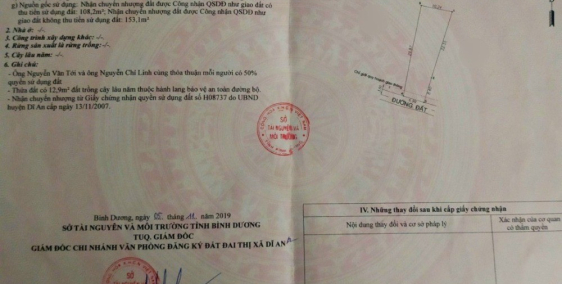 g) Nguồn gốc sử dụng: Nhận chuyển nhượng đất được Công nhận QSDĐ như giao đất có
thu tiền sử dụng đất: 108,2m²; Nhận chuyển nhượng đất được Công nhận QSDĐ như
giao đất không thu tiền sử dụng đất: 153,1m²
2. Nhà ở: -/-.
3. Công trình xây dựng khác: -/-.
4. Rừng sản xuất là rừng trồng: -/-.
5. Cây lâu năm: -/-.
6. Ghi chú:
- Ông Nguyễn Văn Tới và ông Nguyễn Chí Linh cùng thỏa thuận mỗi người có 50%
quyền sử dụng đất
- Thửa đất có 12,9m² đất trồng cây lâu năm thuộc hành lang bảo vệ an toàn đường bộ.
- Nhận chuyển nhượng từ Giấy chứng nhận quyền sử dụng đất số H08737 do UBND
huyện Dĩ An cấp ngày 13/11/2007.
ĐƯỜNG ĐẤT
SỞ
TÀI NGUYÊN VÀ
MÔI TRƯỜNG
Bình Dương, ngày 05 tháng 11 năm 2019
SỞ TÀI NGUYÊN VÀ MÔI TRƯỜNG TỈNH BÌNH DƯƠNG
TUQ. GIÁM ĐỐC
GIÁM ĐỐC CHI NHÁNH VĂN PHÒNG ĐĂNG KÝ ĐẤT ĐAI THỊ XÃ DĨ AN
SỞ
IV. Những thay đổi sau khi cấp giấy chứng nhận
Nội dung thay đổi và cơ sở pháp lý
Xác nhận của cơ quan
có thẩm quyền